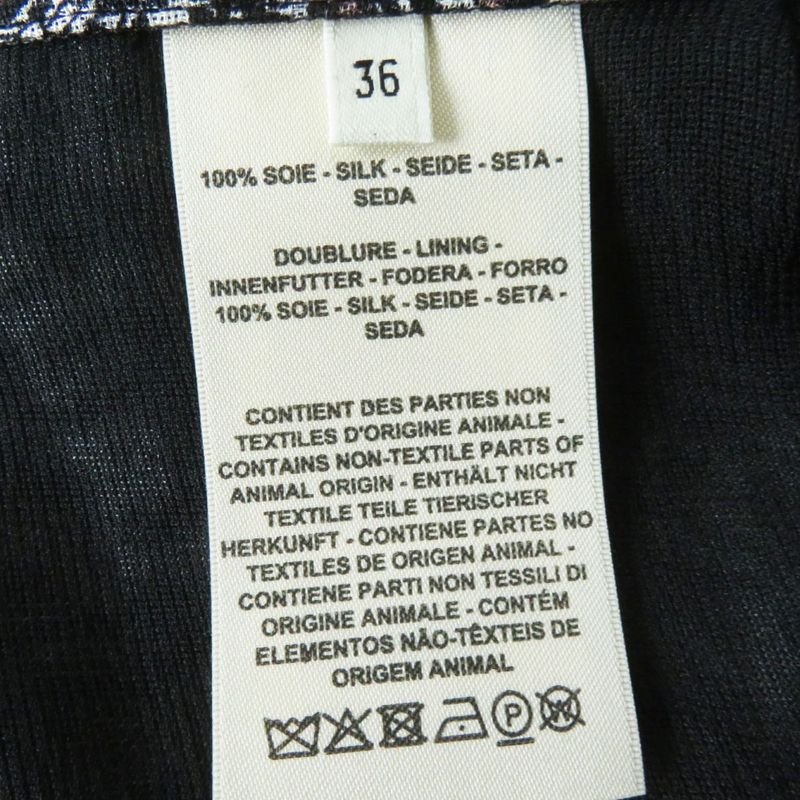 36
100% SOIE - SILK - SEIDE - SETA -
SEDA
DOUBLURE - LINING -
INNENFUTTER - FODERA - FORRO
100% SOIE - SILK - SEIDE - SETA -
SEDA
CONTIENT DES PARTIES NON
TEXTILES D'ORIGINE ANIMALE -
CONTAINS NON-TEXTILE PARTS OF
ANIMAL ORIGIN - ENTHÄLT NICHT
TEXTILE TEILE TIERISCHER
HERKUNFT - CONTIENE PARTES NO
TEXTILES DE ORIGEN ANIMAL -
CONTIENE PARTI NON TESSILI DI
ORIGINE ANIMALE - CONTÉM
ELEMENTOS NÃO-TÊXTEIS DE
ORIGEM ANIMAL
P W